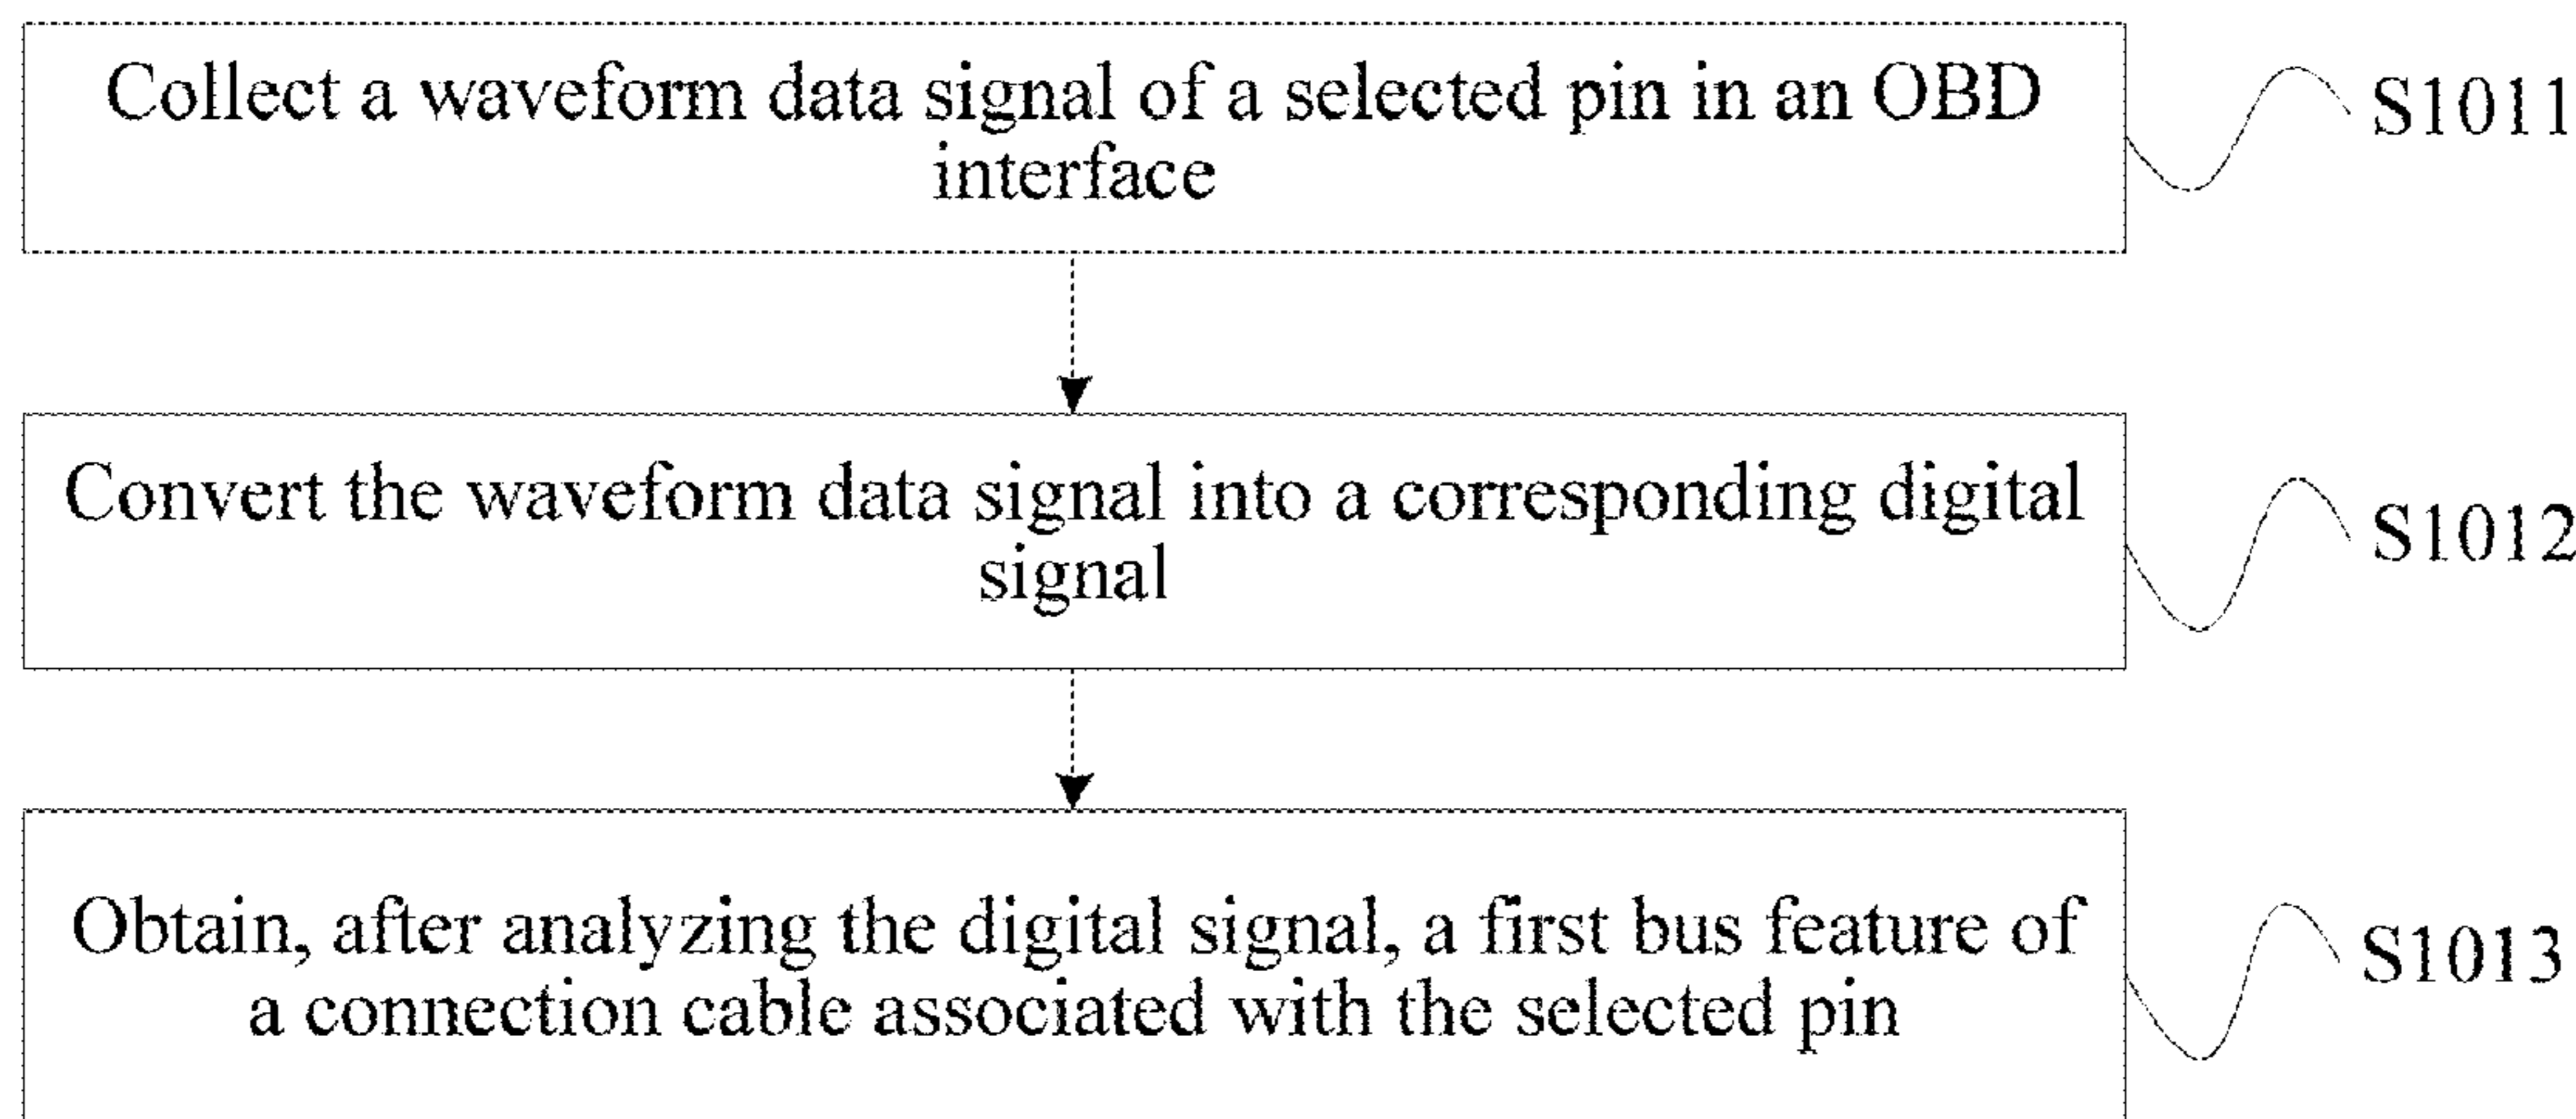 Collect a waveform data signal of a selected pin in an OBD
interface
S1011
Convert the waveform data signal into a corresponding digital
signal
S1012
Obtain, after analyzing the digital signal, a first bus feature of
a connection cable associated with the selected pin
S1013